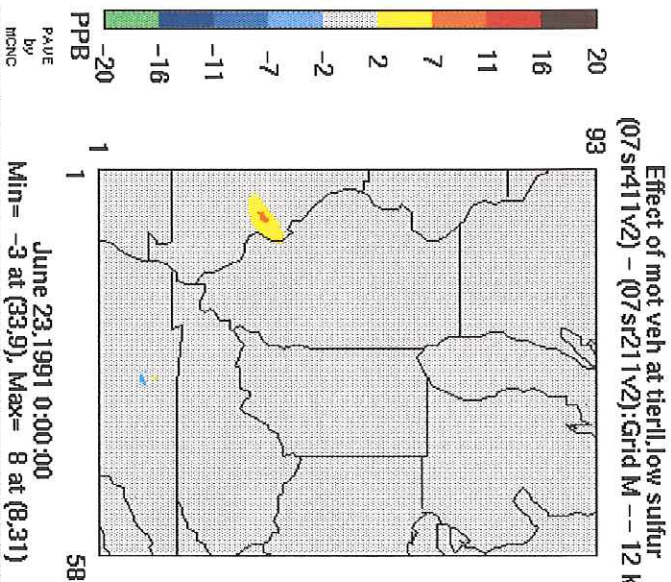 Effect of mot veh at tierII,low sulfur
(07sr411v2) - (07sr211v2):Grid M -- 12 k
20
16
11
7
2
-2
-7
-11
-16
-20
PPB
PAVE
by
MCNC
93
1
1
58
June 23,1991 0:00:00
Min= -3 at (33,9), Max= 8 at (8,31)